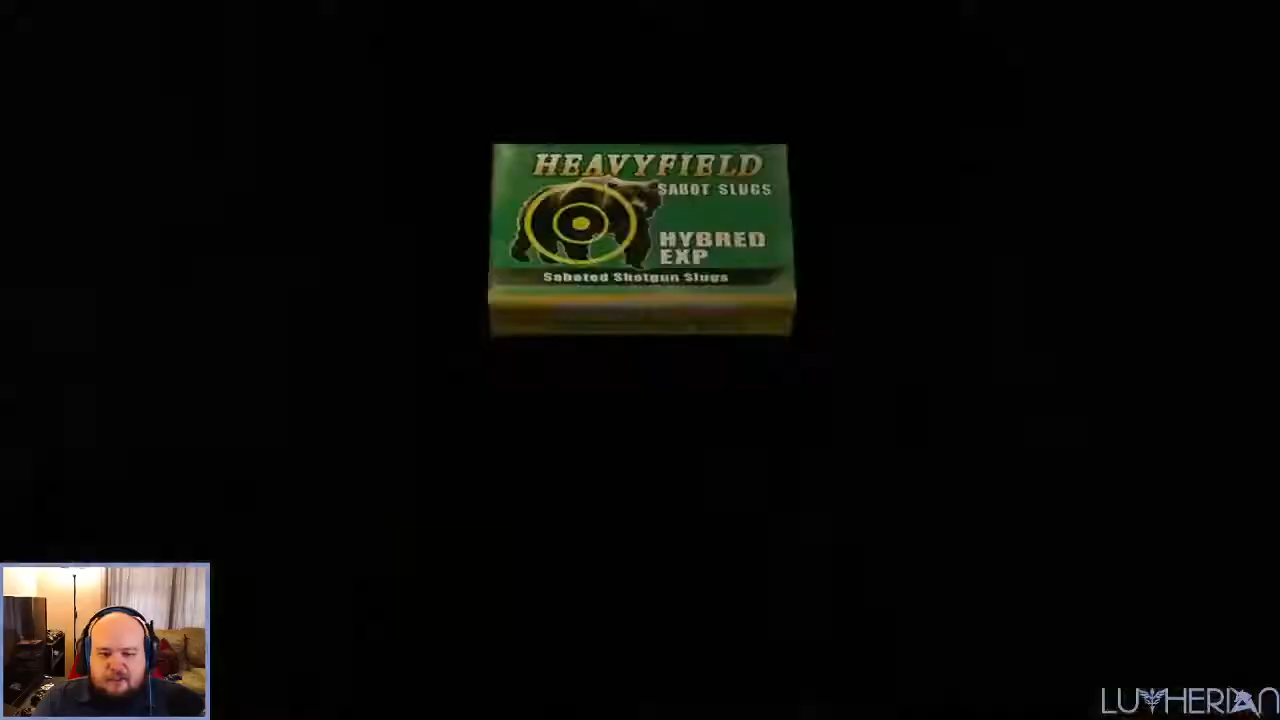 HEAVYFIELD
SABOT SLUGS
HYBRED
EXP
Saboted Shotgun Slugs
LUTHERIAN